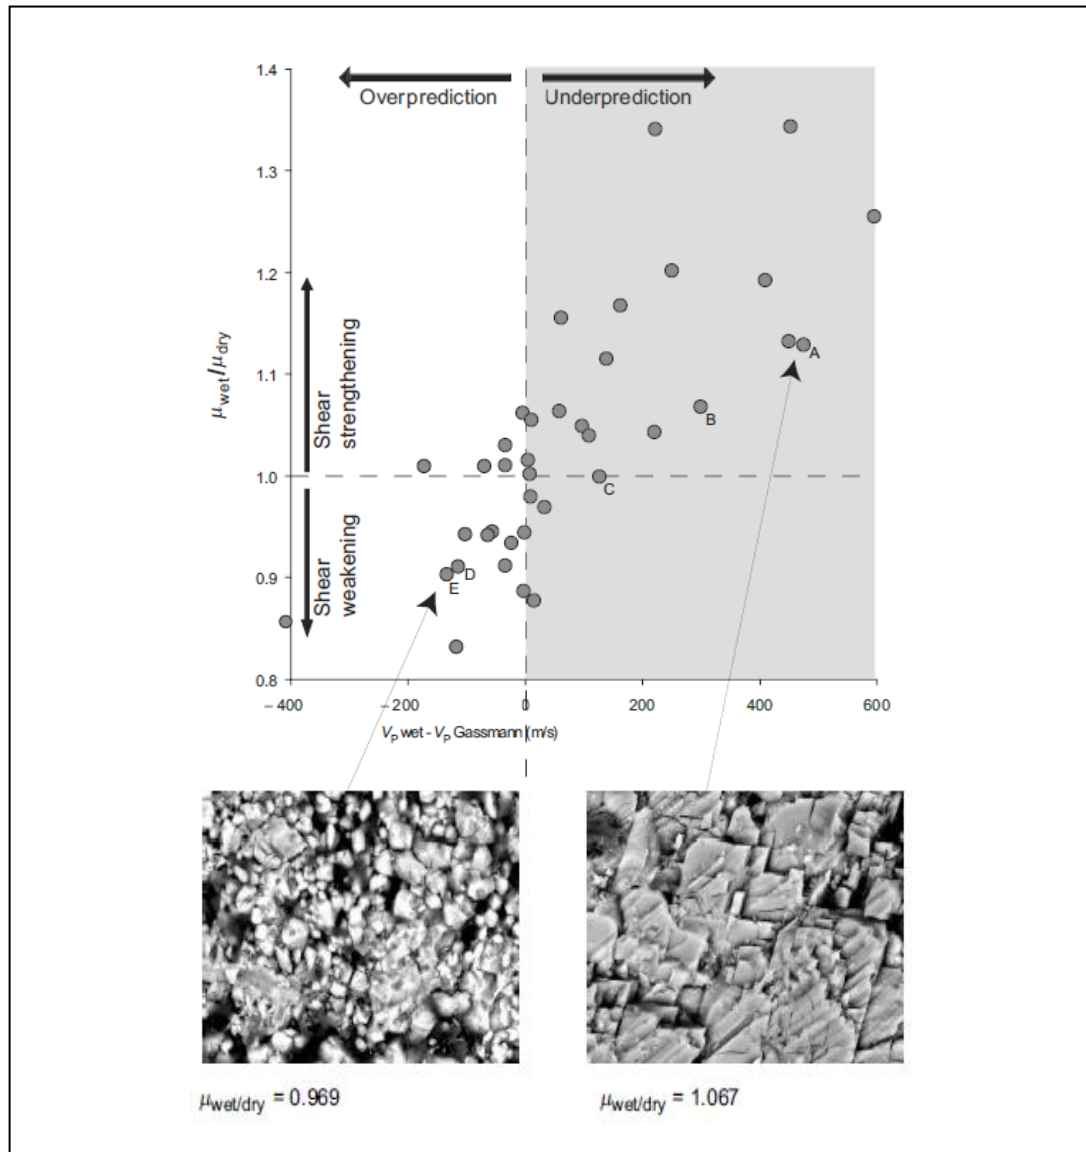 1.4
Overprediction
Underprediction
1.3
1.2
μwet/μdry
Shear
strengthening
A
1.1
B
1.0
C
Shear
weakening
0.9
D
E
0.8
– 400
– 200
0
200
400
600
VP wet - VP Gassmann (m/s)
μwet/dry = 0.969
μwet/dry = 1.067